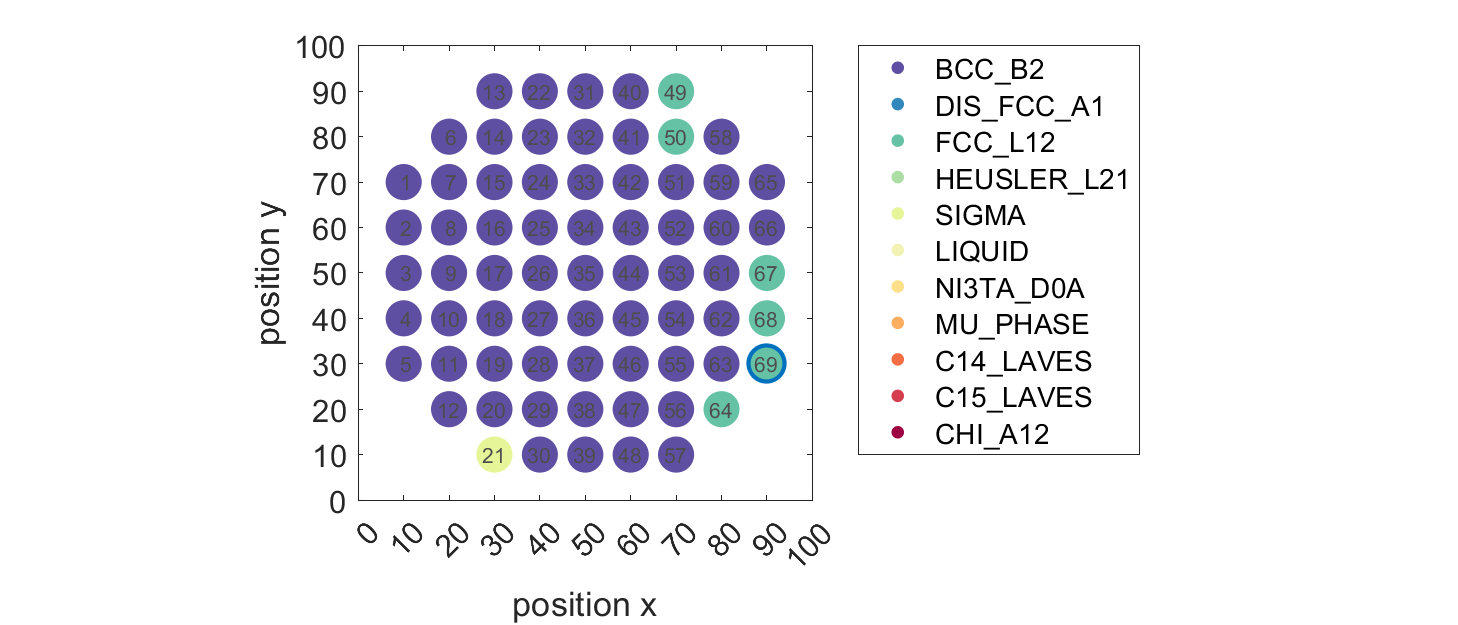 100
90
80
70
60
50
40
30
20
10
0
position y
13 22 31 40 49
6 14 23 32 41 50 58
1 7 15 24 33 42 51 59 65
2 8 16 25 34 43 52 60 66
3 9 17 26 35 44 53 61 67
4 10 18 27 36 45 54 62 68
5 11 19 28 37 46 55 63 69
12 20 29 38 47 56 64
21 30 39 48 57
0 10 20 30 40 50 60 70 80 90 100
position x
BCC_B2
DIS_FCC_A1
FCC_L12
HEUSLER_L21
SIGMA
LIQUID
NI3TA_D0A
MU_PHASE
C14_LAVES
C15_LAVES
CHI_A12